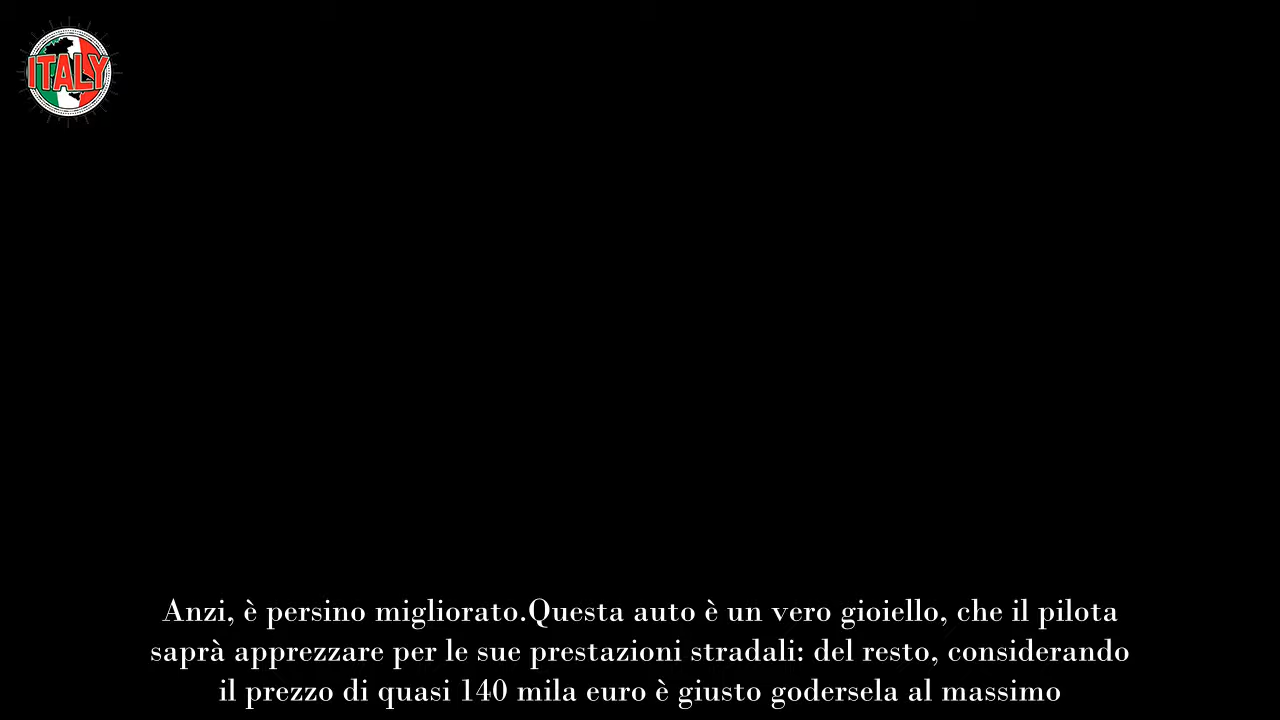 ITALY
Anzi, è persino migliorato.Questa auto è un vero gioiello, che il pilota
saprà apprezzare per le sue prestazioni stradali: del resto, considerando
il prezzo di quasi 140 mila euro è giusto godersela al massimo